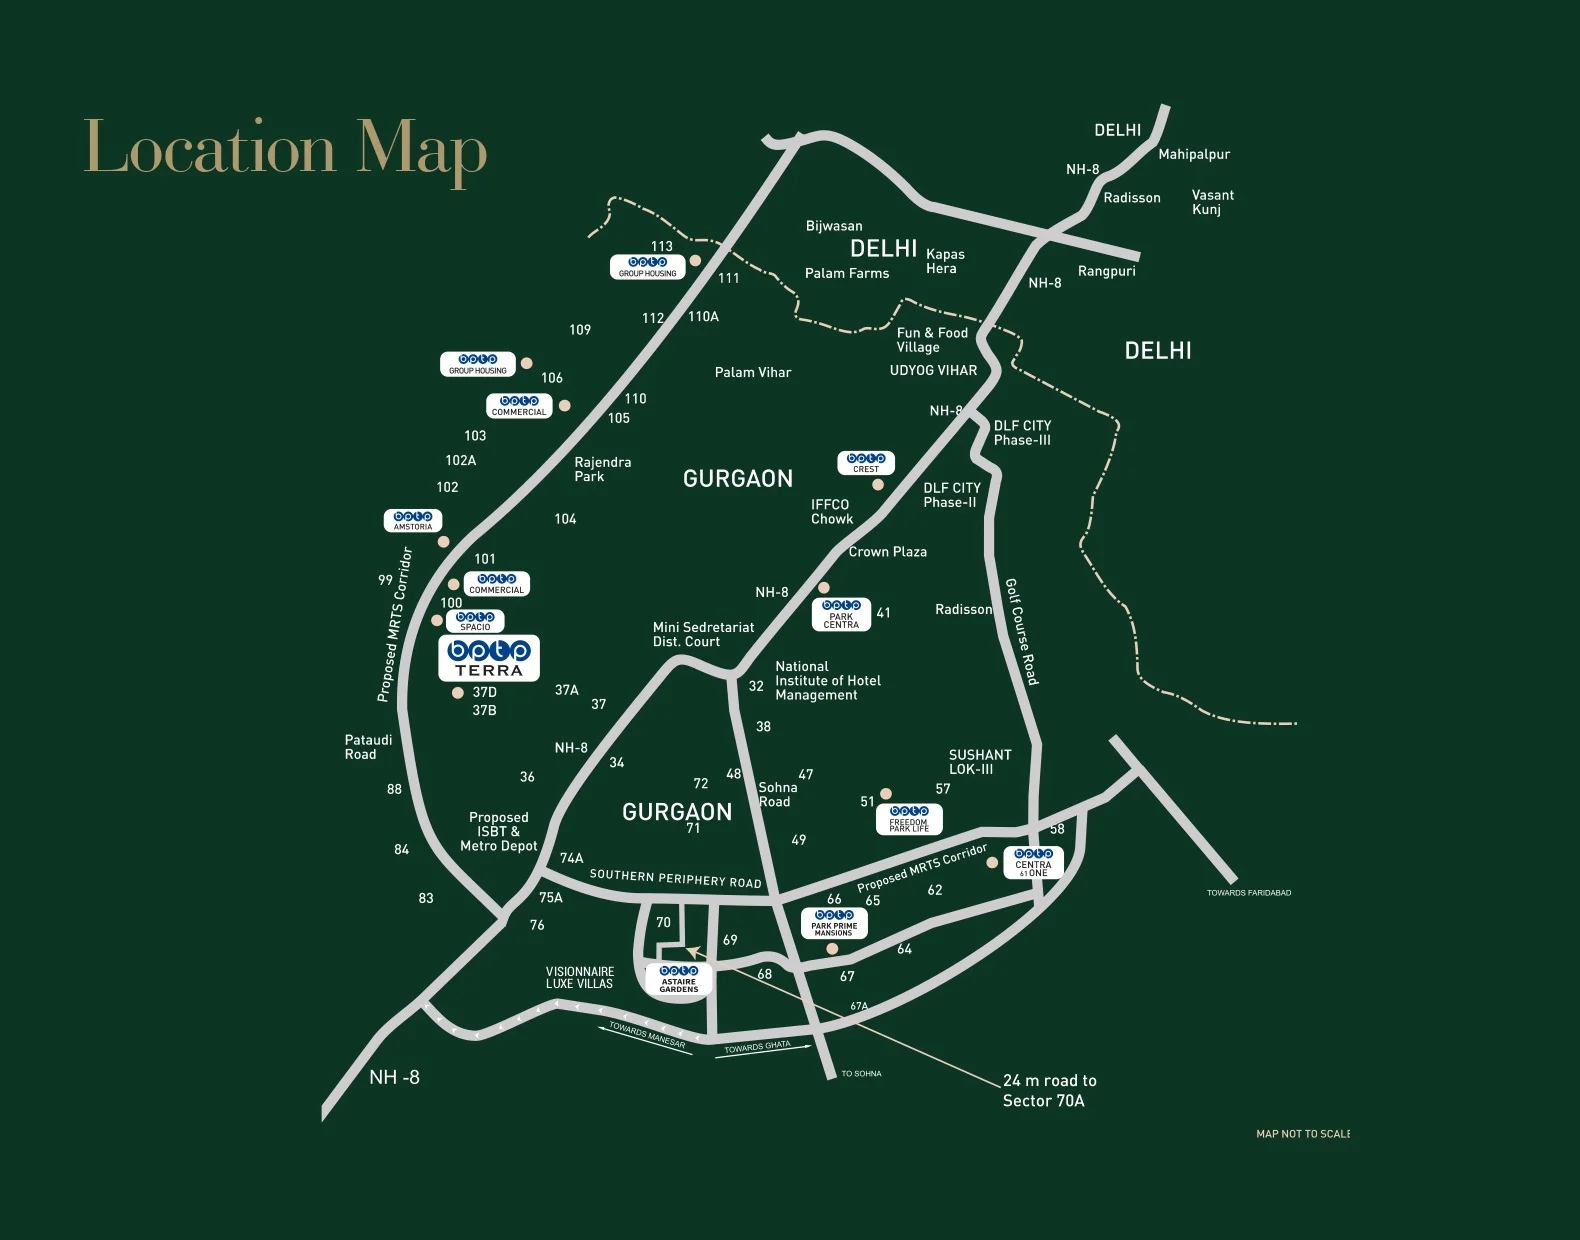 Location Map
DELHI
Mahipalpur
NH-8
Radisson
Vasant
Kunj
Bijwasan
DELHI
Kapas
Hera
Palam Farms
Rangpuri
NH-8
113
bptp
GROUP HOUSING
111
112
110A
109
Fun & Food
Village
DELHI
UDYOG VIHAR
Palam Vihar
bptp
GROUP HOUSING
106
bptp
COMMERCIAL
110
105
NH-8
DLF CITY
Phase-III
103
102A
102
Rajendra
Park
GURGAON
bptp
CREST
DLF CITY
Phase-II
IFFCO
Chowk
bptp
AMSTORIA
104
Crown Plaza
101
99
Proposed MRTS Corridor
bptp
COMMERCIAL
100
bptp
SPACIO
bptp
TERRA
37D
37B
37A
37
NH-8
bptp
PARK
CENTRA
41
Radisson
Golf Course Road
Mini Sedretariat
Dist. Court
National
Institute of Hotel
Management
32
38
Pataudi
Road
NH-8
34
36
88
72
48
47
Sohna
Road
SUSHANT
LOK-III
57
51
bptp
FREEDOM
PARK LIFE
GURGAON
71
Proposed
ISBT &
Metro Depot
84
49
58
74A
SOUTHERN PERIPHERY ROAD
Proposed MRTS Corridor
bptp
CENTRA
61 ONE
TOWARDS FARIDABAD
83
75A
76
62
66
65
bptp
PARK PRIME
MANSIONS
70
69
64
68
67
VISIONNAIRE
LUXE VILLAS
bptp
ASTAIRE
GARDENS
67A
TOWARDS MANESAR
TOWARDS GHATA
TO SOHNA
NH -8
24 m road to
Sector 70A
MAP NOT TO SCALE